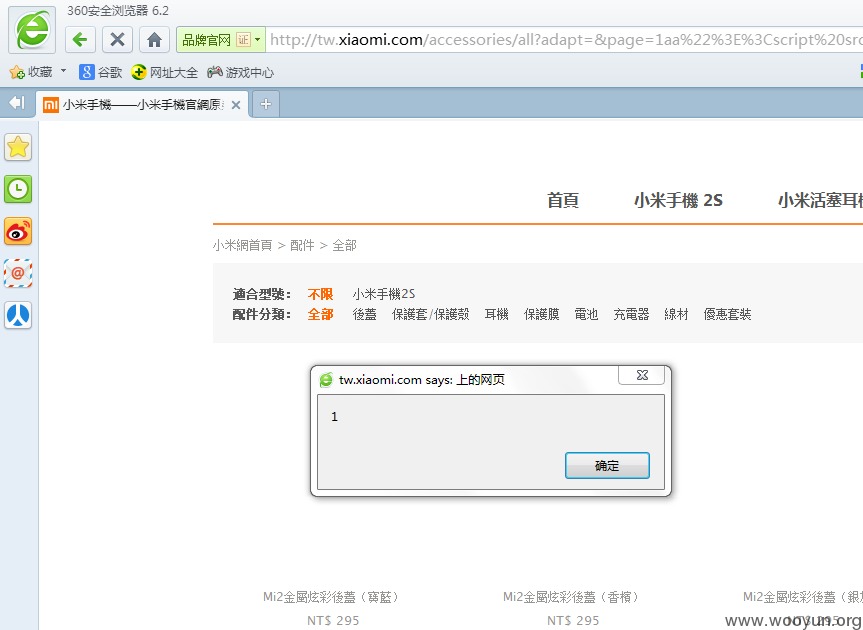 360安全浏览器 6.2
品牌官网 证 http://tw.xiaomi.com/accessories/all?adapt=&page=1aa%22%3E%3Cscript%20src
收藏 谷歌 网址大全 游戏中心
小米手機——小米手機官網原
首頁 小米手機 2S 小米活塞耳機
小米網首頁 > 配件 > 全部
適合型號： 不限 小米手機2S
配件分類： 全部 後蓋 保護套/保護殼 耳機 保護膜 電池 充電器 線材 優惠套裝
tw.xiaomi.com says: 上的网页
1
确定
Mi2金屬炫彩後蓋（寶藍） Mi2金屬炫彩後蓋（香檳） Mi2金屬炫彩後蓋（銀
NT$ 295 NT$ 295 NT$ 295
www.wooyun.org